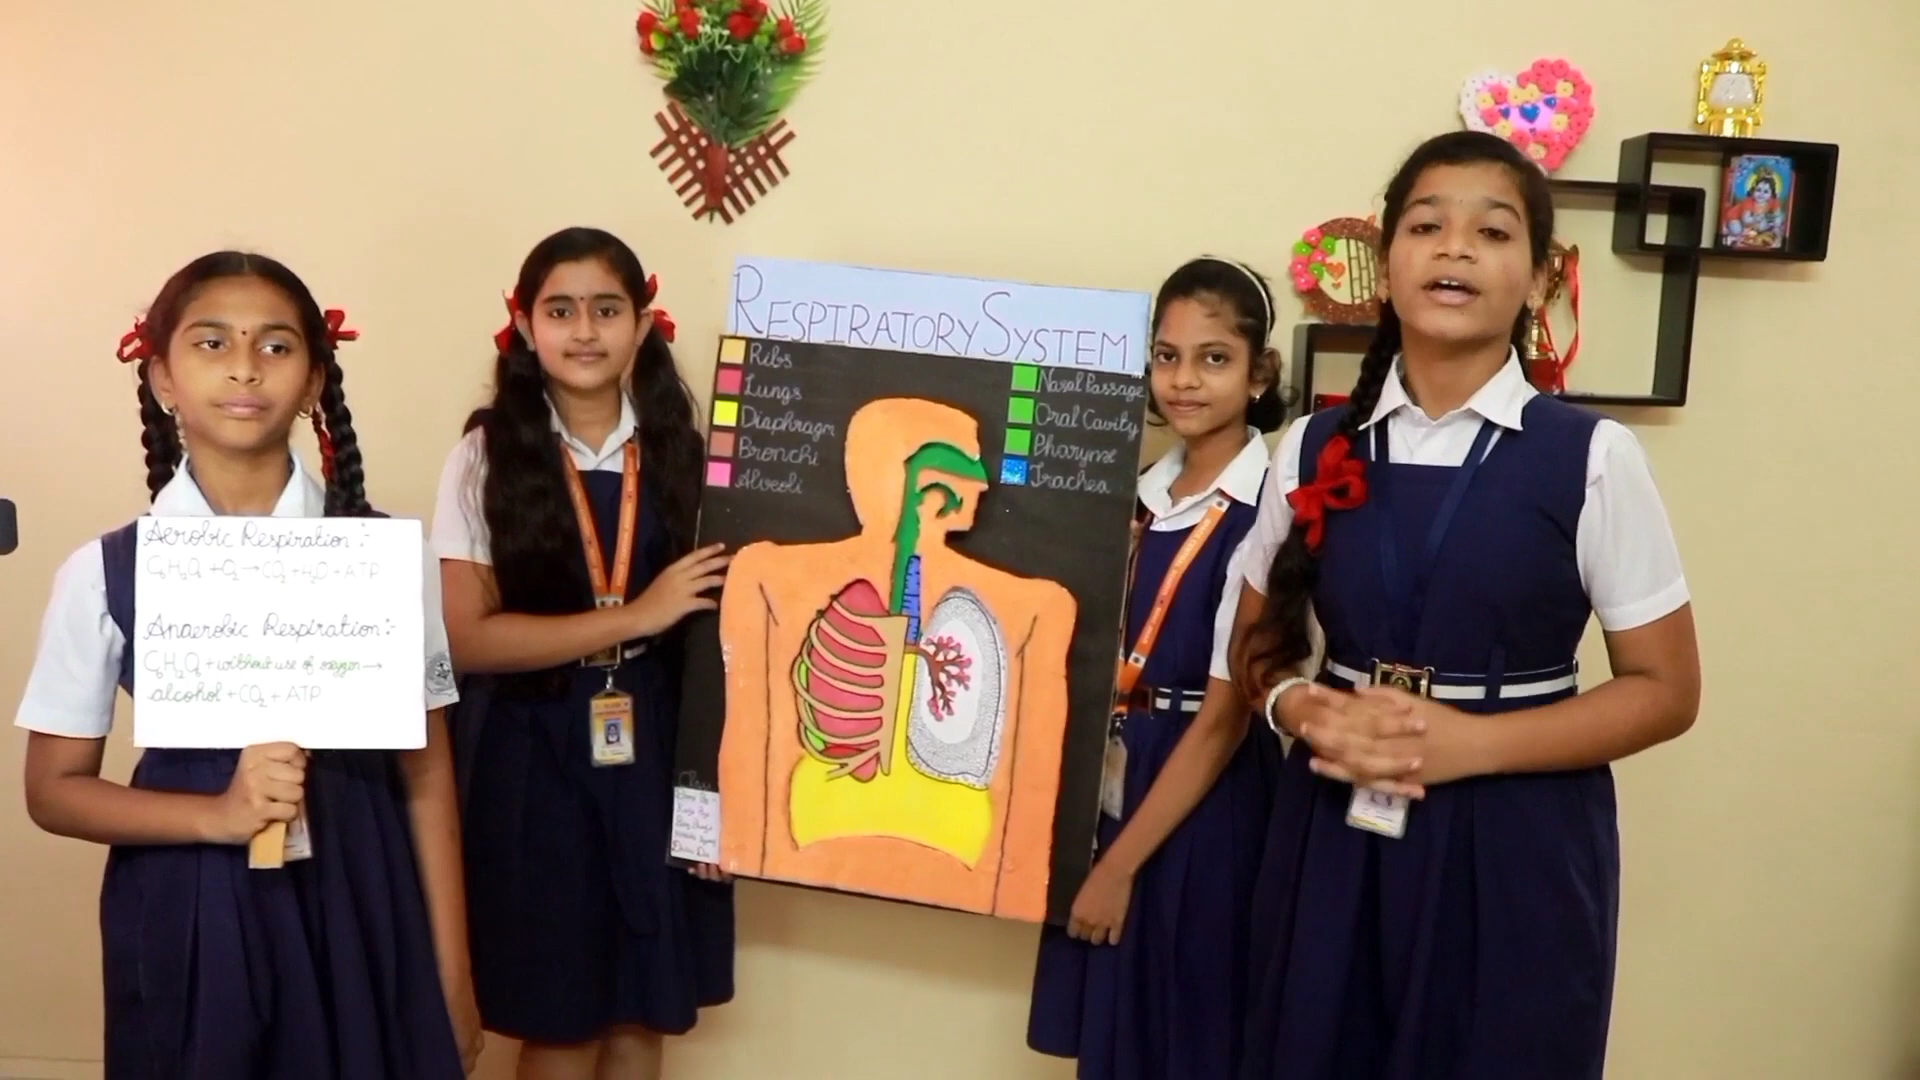 RESPIRATORY SYSTEM
Ribs
Lungs
Diaphragm
Bronchi
Alveoli
Nasal Passage
Oral Cavity
Pharynx
Trachea
Aerobic Respiration :-
C₆H₁₂O₆ + O₂ → CO₂ + H₂O + ATP
Anaerobic Respiration:-
C₆H₁₂O₆ + without use of oxygen →
alcohol + CO₂ + ATP
Class